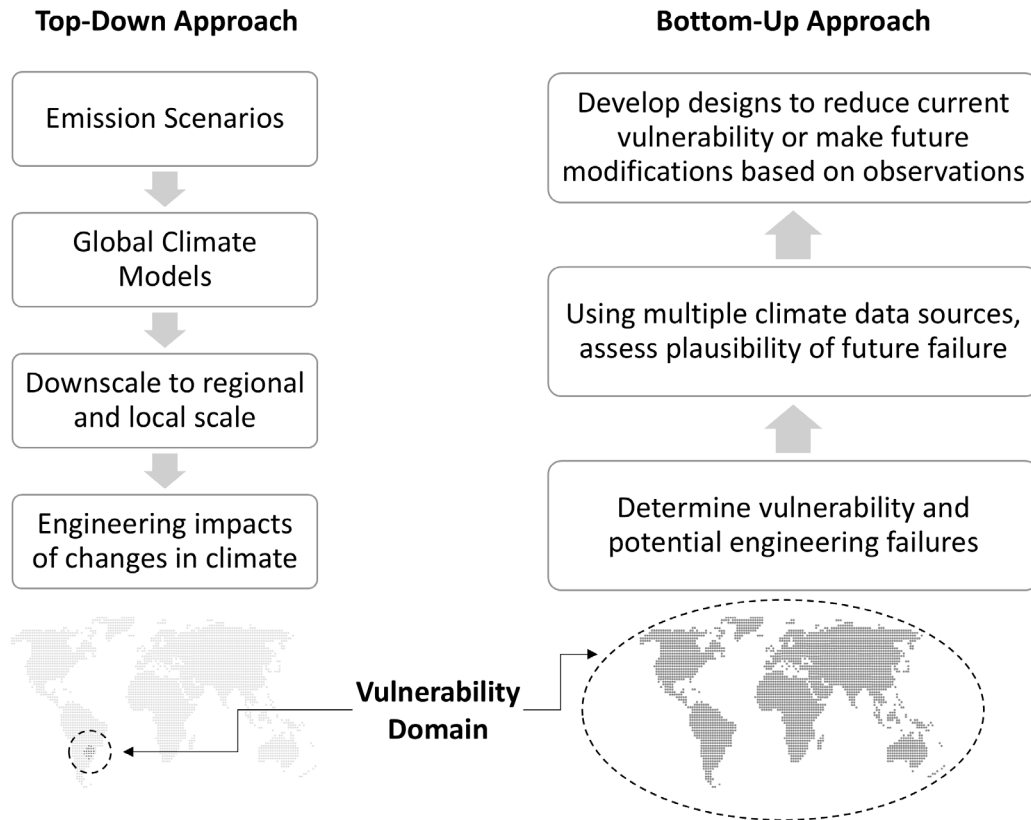 Top-Down Approach
Emission Scenarios
Global Climate
Models
Downscale to regional
and local scale
Engineering impacts
of changes in climate
Bottom-Up Approach
Develop designs to reduce current
vulnerability or make future
modifications based on observations
Using multiple climate data sources,
assess plausibility of future failure
Determine vulnerability and
potential engineering failures
Vulnerability
Domain